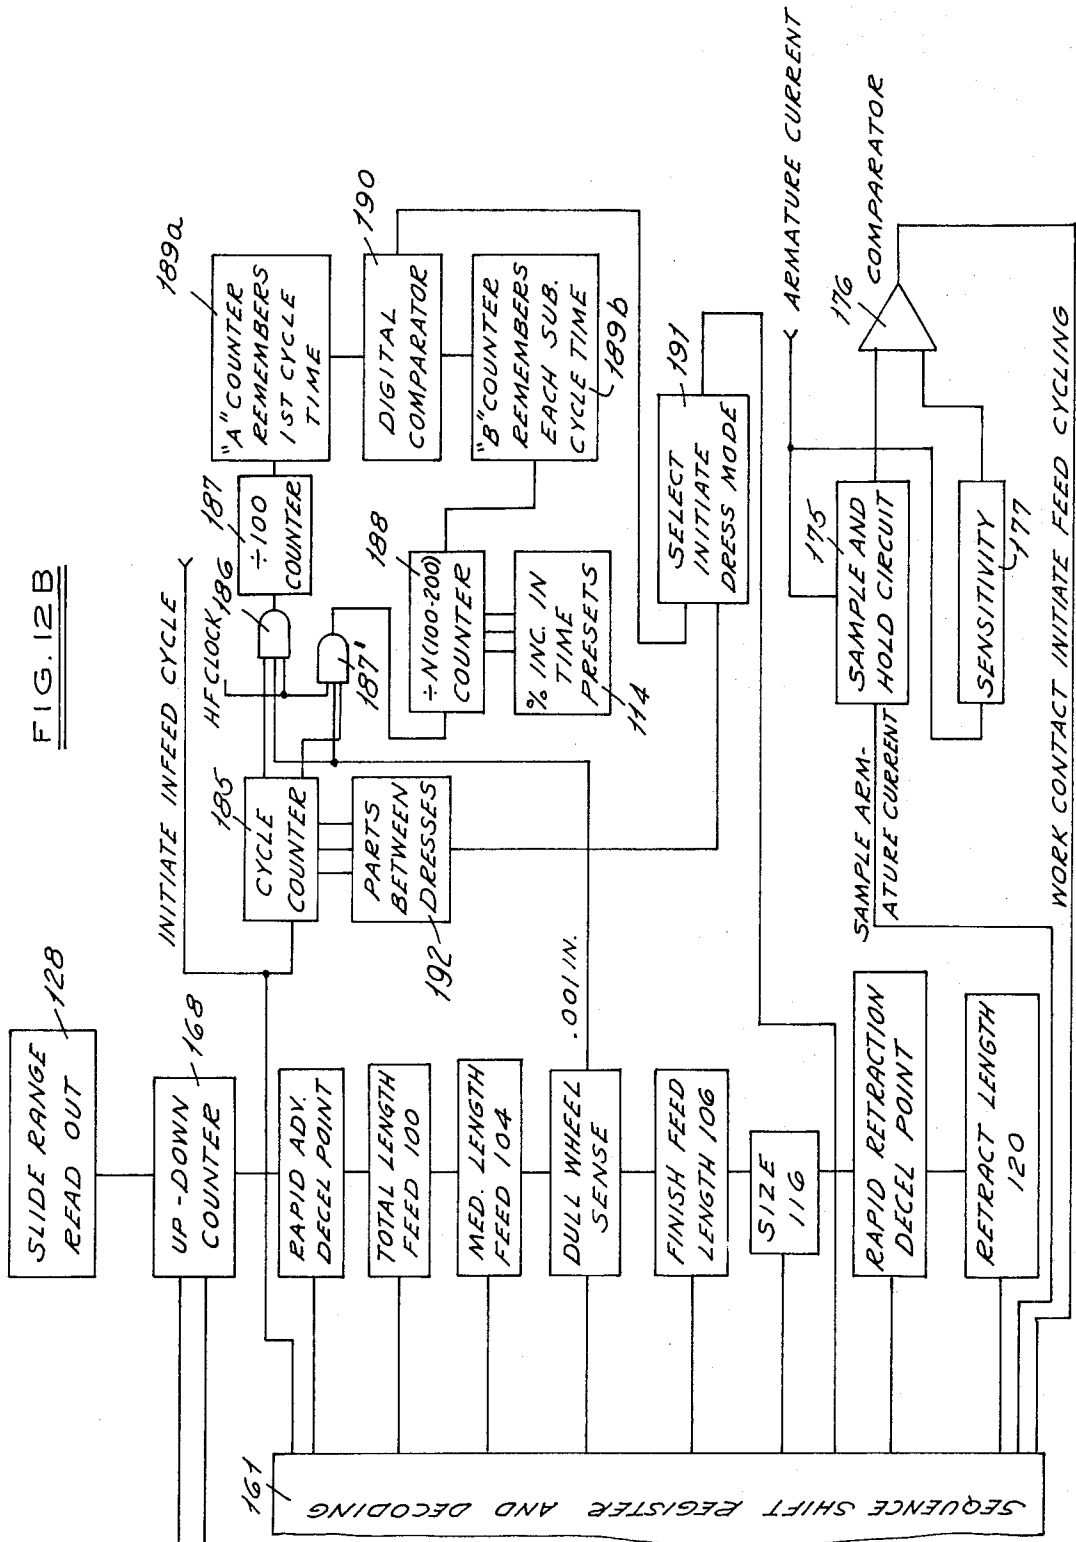 FIG. 12B
SLIDE RANGE
READ OUT
128
UP-DOWN
COUNTER
168
RAPID ADV.
DECEL POINT
TOTAL LENGTH
FEED 100
MED. LENGTH
FEED 104
DULL WHEEL
SENSE
FINISH FEED
LENGTH 106
SIZE
116
RAPID RETRACTION
DECEL POINT
RETRACT LENGTH
120
161
SEQUENCE SHIFT REGISTER AND DECODING
INITIATE INFEED CYCLE
HF CLOCK
185
CYCLE
COUNTER
PARTS
BETWEEN
DRESSES
192
.001 IN.
186
187'
187
÷100
COUNTER
188
÷N(100-200)
COUNTER
% INC. IN
TIME
PRESETS
114
189a
"A" COUNTER
REMEMBERS
1ST CYCLE
TIME
190
DIGITAL
COMPARATOR
"B" COUNTER
REMEMBERS
EACH SUB.
CYCLE TIME
189b
191
SELECT
INITIATE
DRESS MODE
ARMATURE CURRENT
175
SAMPLE AND
HOLD CIRCUIT
SENSITIVITY
177
176
COMPARATOR
SAMPLE ARM-
ATURE CURRENT
WORK CONTACT INITIATE FEED CYCLING